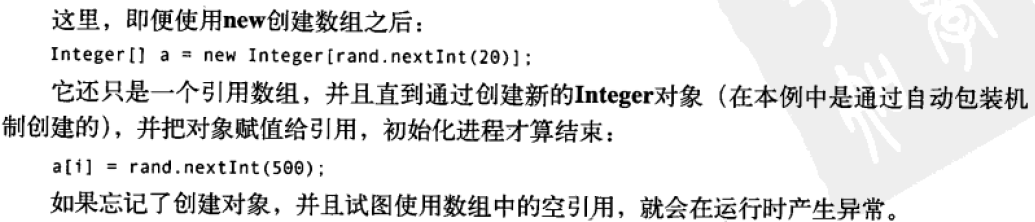 这里，即便使用new创建数组之后：
Integer[] a = new Integer[rand.nextInt(20)];
它还只是一个引用数组，并且直到通过创建新的Integer对象（在本例中是通过自动包装机
制创建的），并把对象赋值给引用，初始化进程才算结束：
a[i] = rand.nextInt(500);
如果忘记了创建对象，并且试图使用数组中的空引用，就会在运行时产生异常。